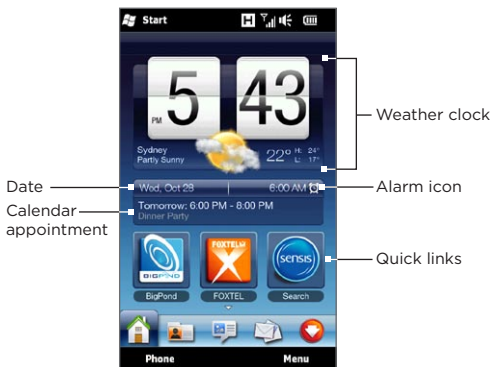 Start
H
5 43
PM
Weather clock
Sydney
Partly Sunny
22° H: 24°
L: 17°
Date
Wed, Oct 28
6:00 AM
Alarm icon
Calendar
appointment
Tomorrow: 6:00 PM - 8:00 PM
Dinner Party
Quick links
BIGPOND
FOXTEL
sensis
BigPond
FOXTEL
Search
Phone
Menu